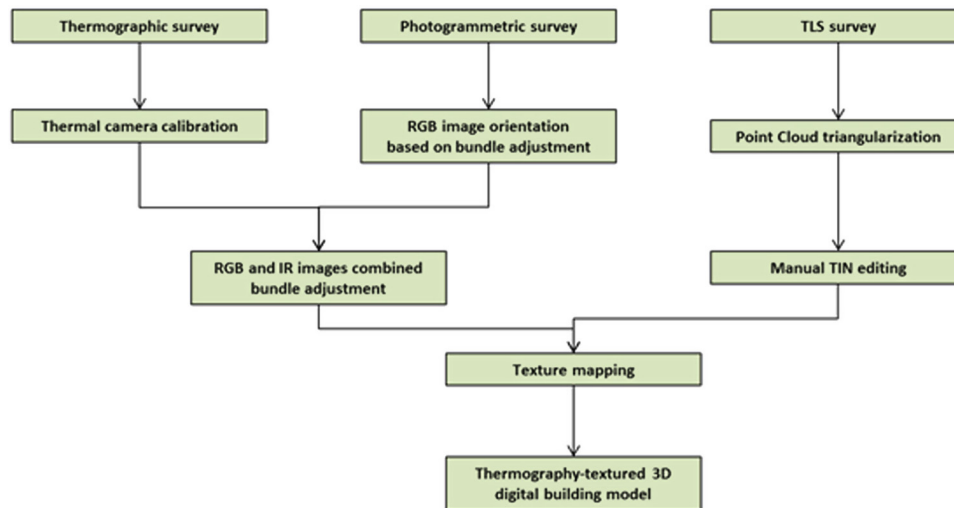 Thermographic survey
Photogrammetric survey
TLS survey
Thermal camera calibration
RGB image orientation
based on bundle adjustment
Point Cloud triangularization
RGB and IR images combined
bundle adjustment
Manual TIN editing
Texture mapping
Thermography-textured 3D
digital building model